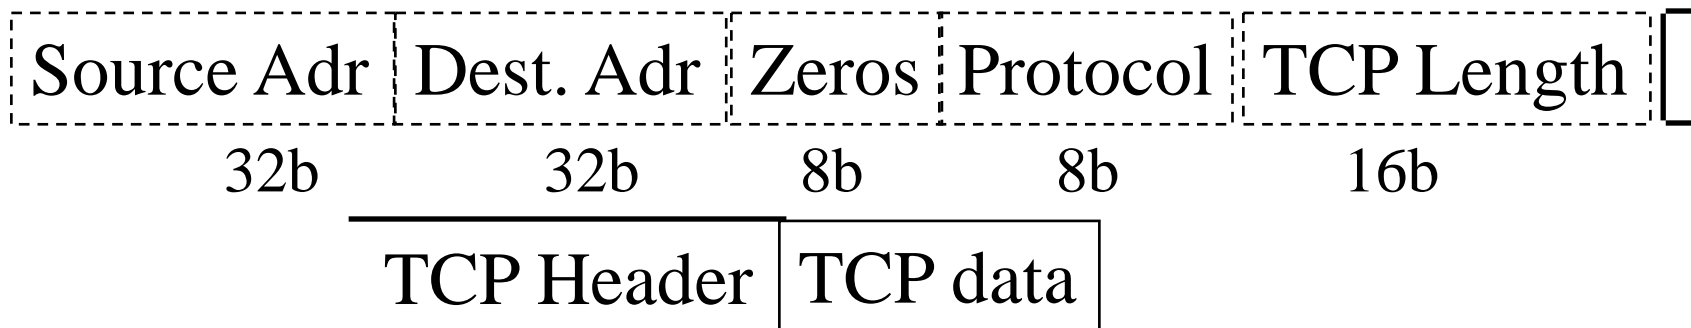 Source Adr Dest. Adr Zeros Protocol TCP Length
32b 32b 8b 8b 16b
TCP Header TCP data